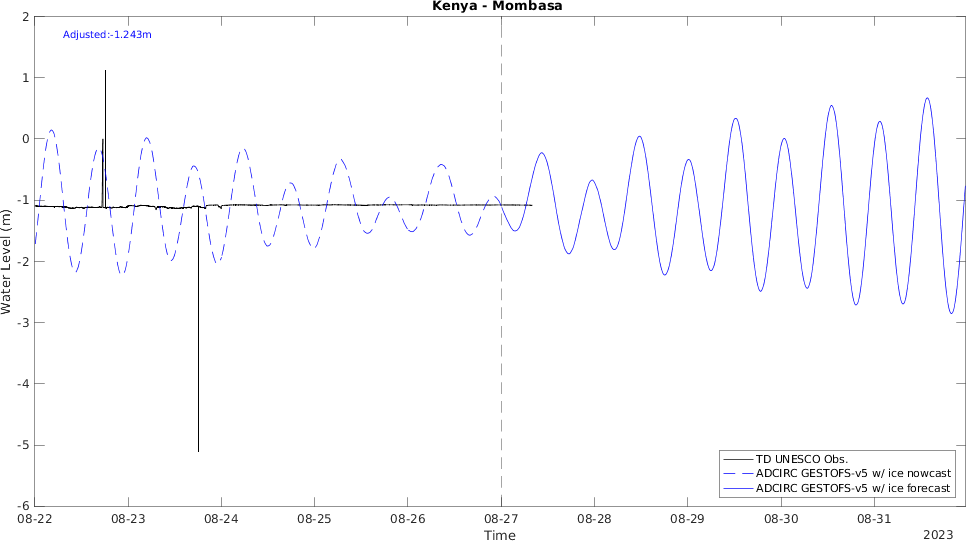 Kenya - Mombasa
Adjusted:-1.243m
2
1
0
-1
-2
-3
-4
-5
-6
Water Level (m)
TD UNESCO Obs.
ADCIRC GESTOFS-v5 w/ ice nowcast
ADCIRC GESTOFS-v5 w/ ice forecast
08-22 08-23 08-24 08-25 08-26 08-27 08-28 08-29 08-30 08-31
Time
2023